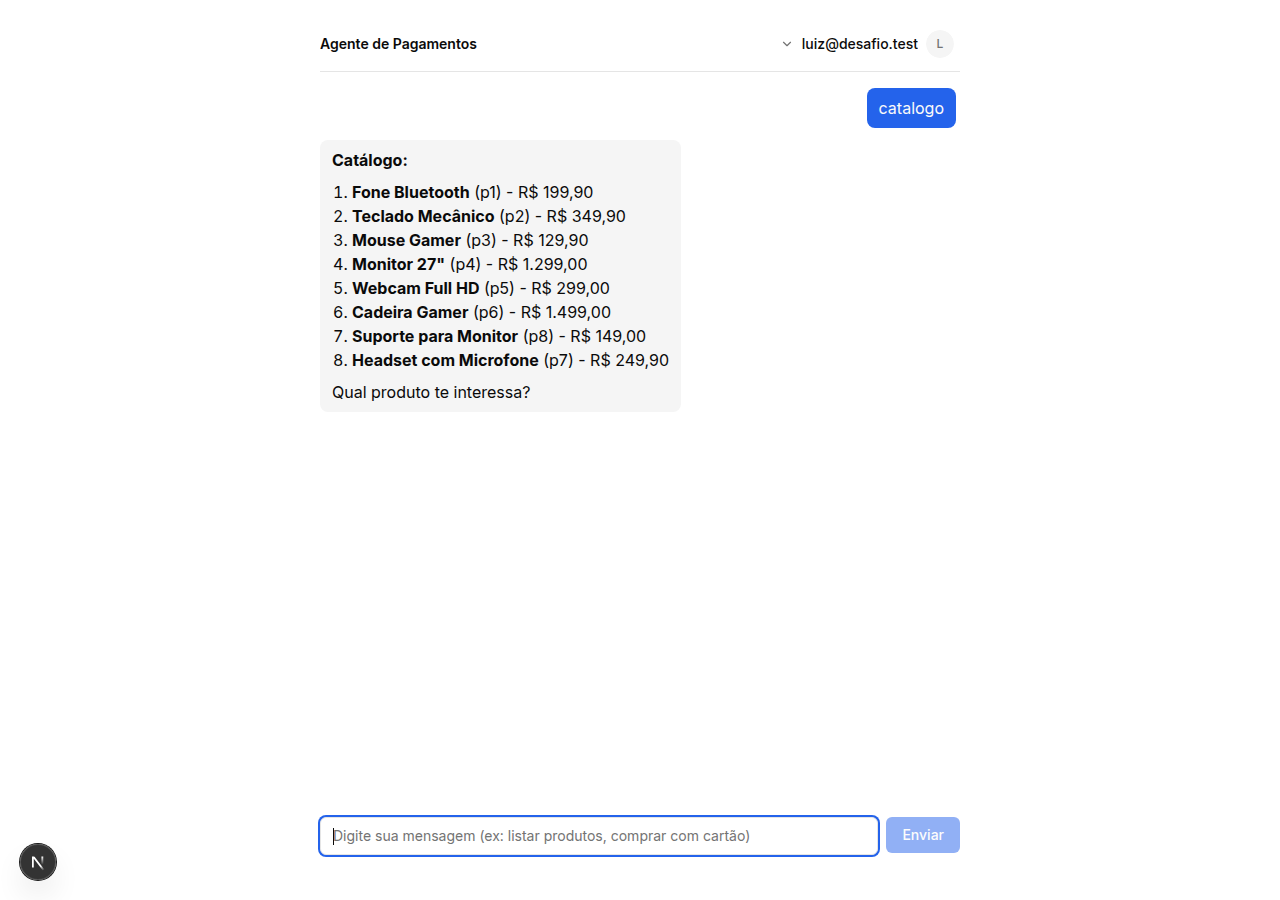 Agente de Pagamentos
luiz@desafio.test L
catalogo
Catálogo:
1. Fone Bluetooth (p1) - R$ 199,90
2. Teclado Mecânico (p2) - R$ 349,90
3. Mouse Gamer (p3) - R$ 129,90
4. Monitor 27" (p4) - R$ 1.299,00
5. Webcam Full HD (p5) - R$ 299,00
6. Cadeira Gamer (p6) - R$ 1.499,00
7. Suporte para Monitor (p8) - R$ 149,00
8. Headset com Microfone (p7) - R$ 249,90
Qual produto te interessa?
Digite sua mensagem (ex: listar produtos, comprar com cartão)
Enviar
N